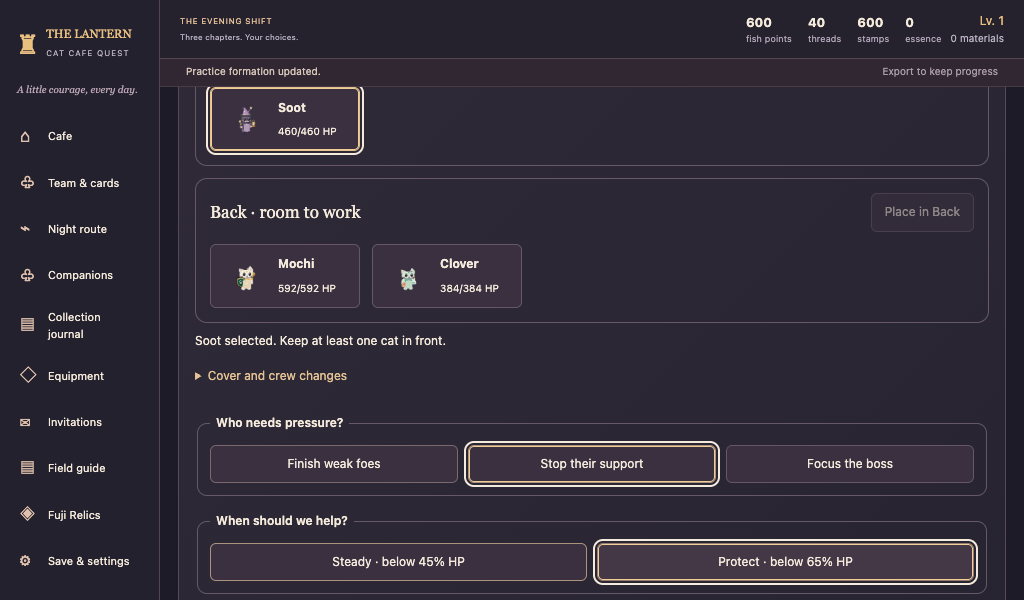 THE LANTERN
CAT CAFE QUEST
A little courage, every day.
Cafe
Team & cards
Night route
Companions
Collection
journal
Equipment
Invitations
Field guide
Fuji Relics
Save & settings
THE EVENING SHIFT
Three chapters. Your choices.
600
fish points
40
threads
600
stamps
0
essence
Lv. 1
0 materials
Practice formation updated.
Export to keep progress
Soot
460/460 HP
Back · room to work
Place in Back
Mochi
592/592 HP
Clover
384/384 HP
Soot selected. Keep at least one cat in front.
Cover and crew changes
Who needs pressure?
Finish weak foes
Stop their support
Focus the boss
When should we help?
Steady · below 45% HP
Protect · below 65% HP